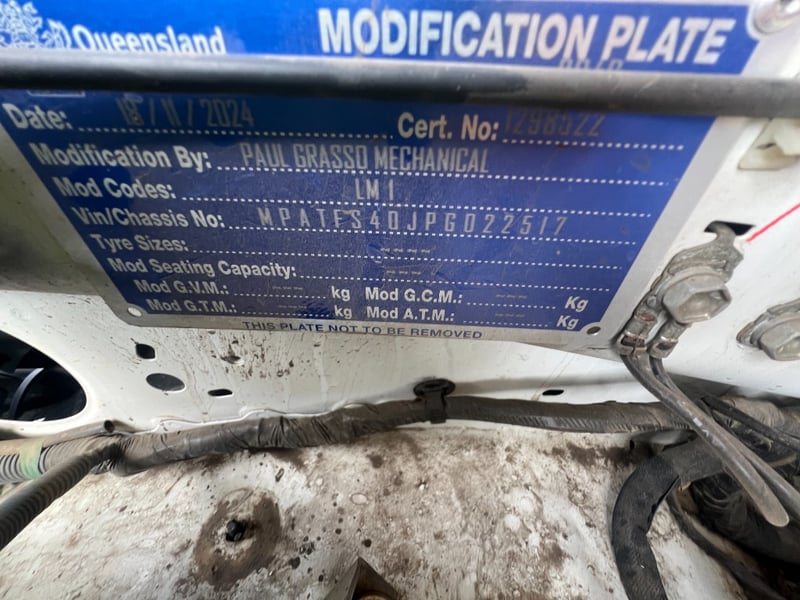 Queensland
MODIFICATION PLATE
Date: 18/11/2024 Cert. No: 1298522
Modification By: PAUL GRASSO MECHANICAL
Mod Codes: LM1
Vin/Chassis No: MPATFS40JPG022517
Tyre Sizes: ----
Mod Seating Capacity: ---
Mod G.V.M.: --- kg Mod G.C.M.: --- Kg
Mod G.T.M.: --- kg Mod A.T.M.: --- Kg
THIS PLATE NOT TO BE REMOVED